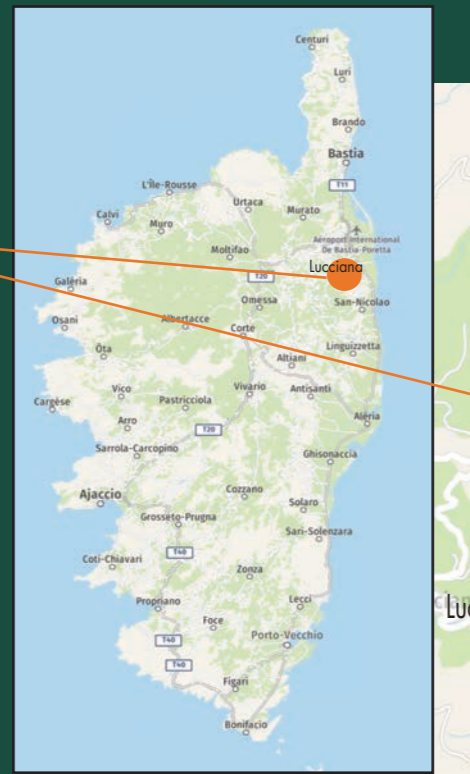 Centuri
Luri
Brando
Bastia
T11
L'Île-Rousse
Urtaca
Murato
Calvi
Muro
Aéroport International
De Bastia-Poretta
Moltifao
Lucciana
T20
Galéria
Omessa
San-Nicolao
Osani
Albertacce
Corte
Linguizzetta
Ota
Altiani
Vico
Vivario
Antisanti
Cargèse
Pastricciola
Arro
T20
Aléria
Sarrola-Carcopino
Ghisonaccia
Ajaccio
Cozzano
Solaro
Grosseto-Prugna
Sari-Solenzara
T40
Coti-Chiavari
Zonza
Propriano
Lecci
Foce
T40
Porto-Vecchio
T40
Figari
Bonifacio